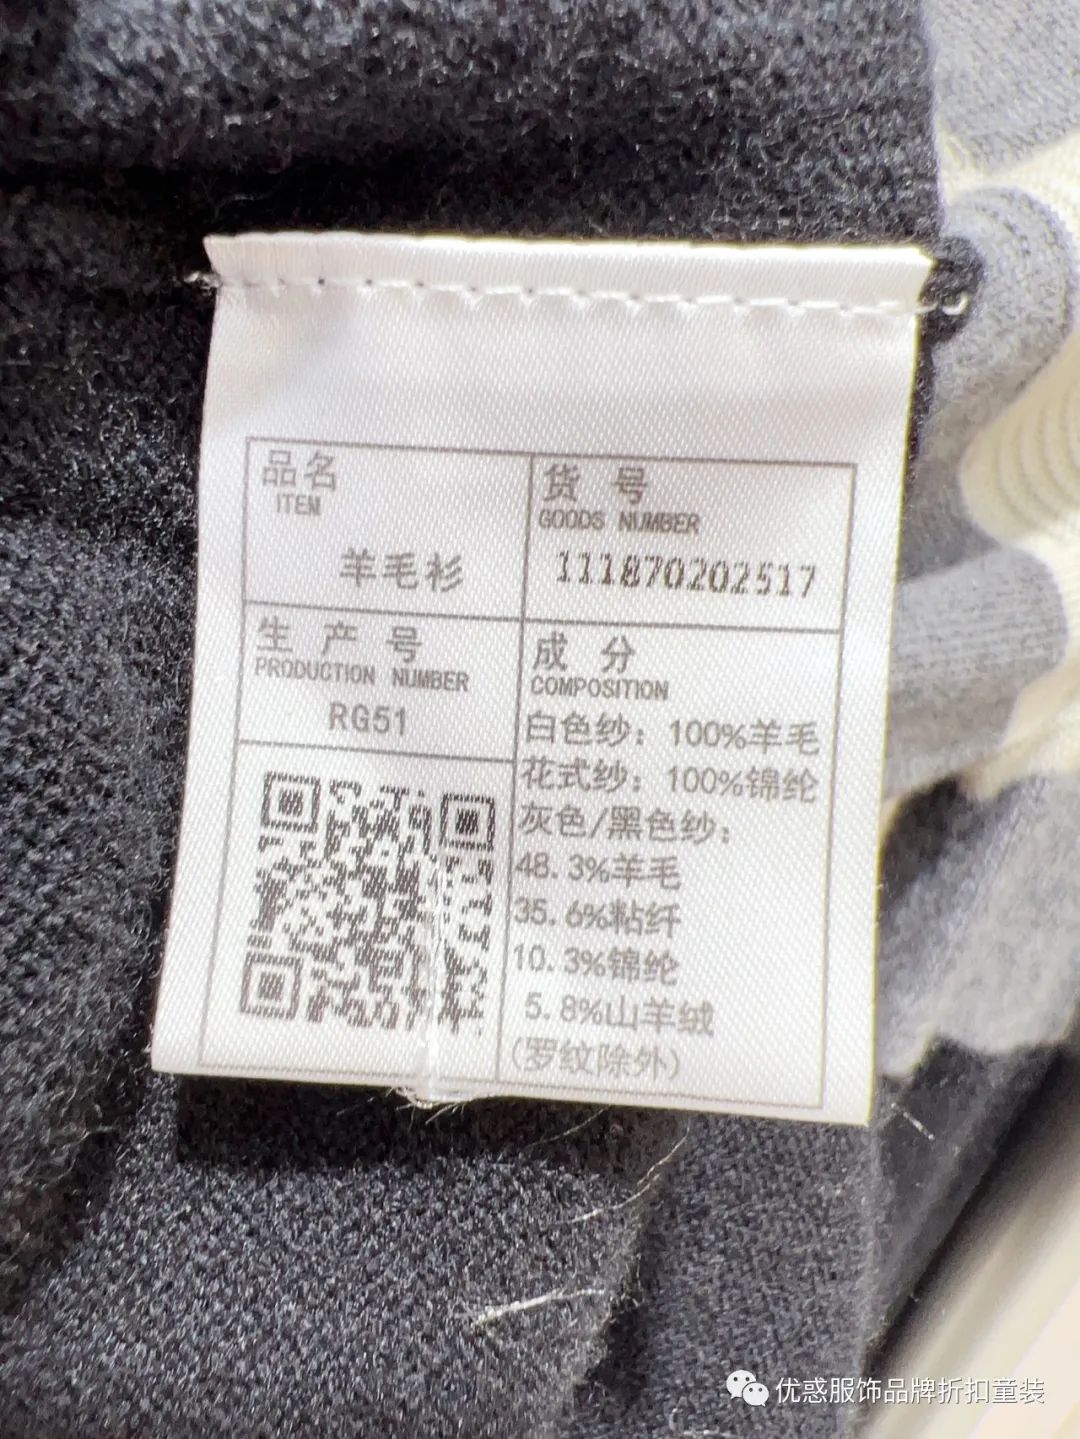 品名
ITEM
羊毛衫
货 号
GOODS NUMBER
111870202517
生 产 号
PRODUCTION NUMBER
RG51
成 分
COMPOSITION
白色纱：100%羊毛
花式纱：100%锦纶
灰色/黑色纱：
48.3%羊毛
35.6%粘纤
10.3%锦纶
5.8%山羊绒
(罗纹除外)
优惑服饰品牌折扣童装